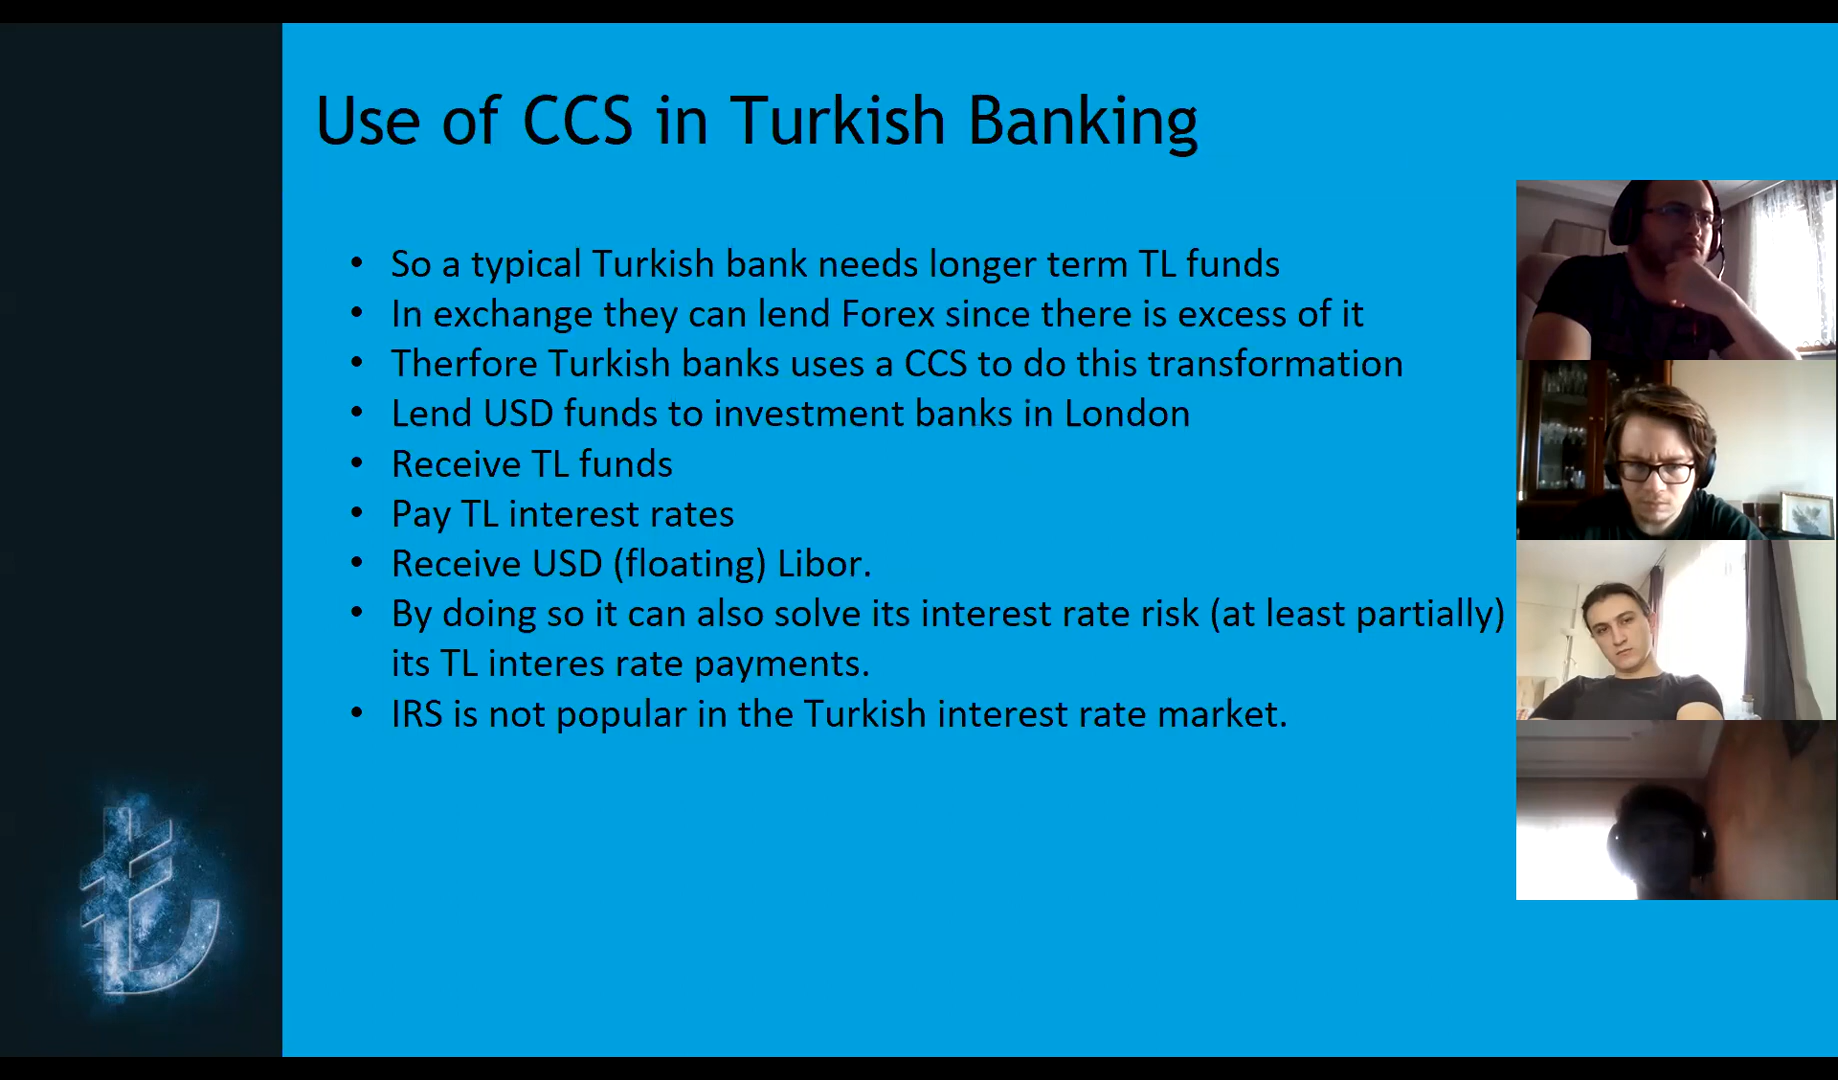 Use of CCS in Turkish Banking
• So a typical Turkish bank needs longer term TL funds
• In exchange they can lend Forex since there is excess of it
• Therfore Turkish banks uses a CCS to do this transformation
• Lend USD funds to investment banks in London
• Receive TL funds
• Pay TL interest rates
• Receive USD (floating) Libor.
• By doing so it can also solve its interest rate risk (at least partially)
its TL interes rate payments.
• IRS is not popular in the Turkish interest rate market.